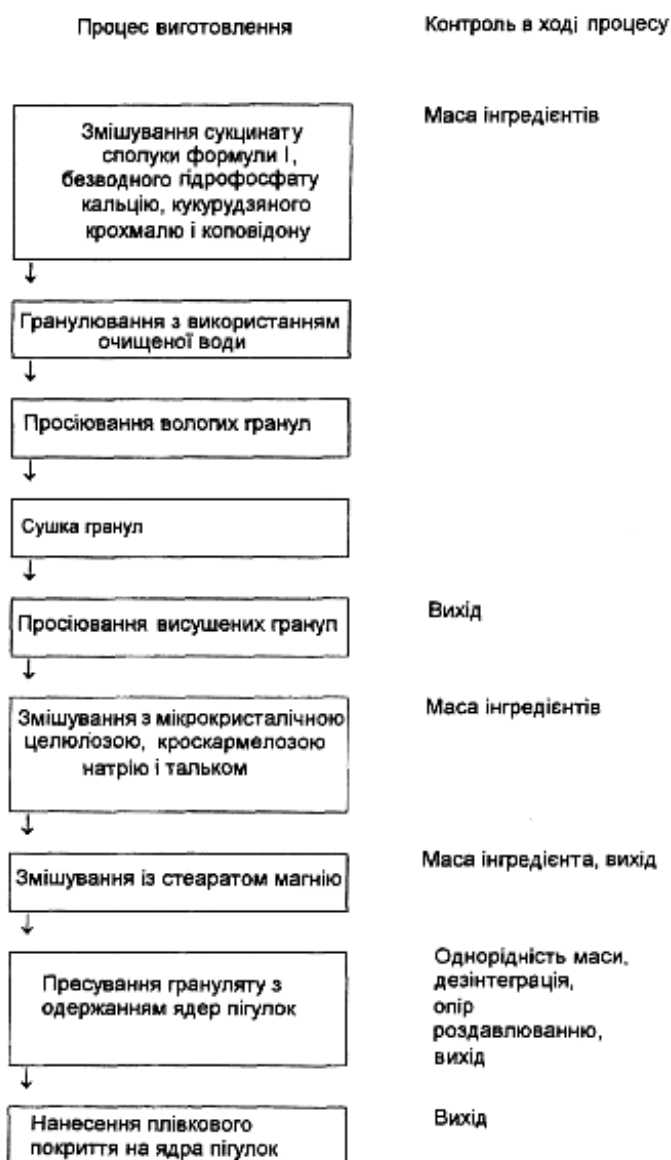 Процес виготовлення
Контроль в ході процесу
Змішування сукцинату
сполуки формули I,
безводного гідрофосфату
кальцію, кукурудзяного
крохмалю і коповідону
Маса інгредієнтів
↓
Гранулювання з використанням
очищеної води
↓
Просіювання вологих гранул
↓
Сушка гранул
↓
Просіювання висушених гранул
Вихід
↓
Змішування з мікрокристалічною
целюлозою, кроскармелозою
натрію і тальком
Маса інгредієнтів
↓
Змішування із стеаратом магнію
Маса інгредієнта, вихід
↓
Пресування грануляту з
одержанням ядер пігулок
Однорідність маси,
дезінтеграція,
опір
роздавлюванню,
вихід
↓
Нанесення плівкового
покриття на ядра пігулок
Вихід